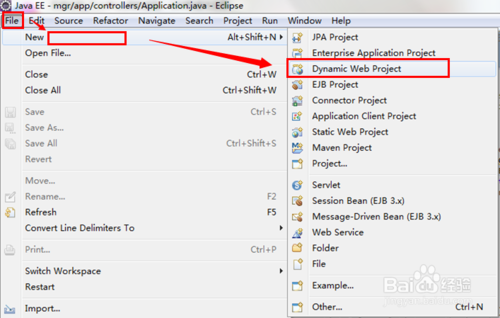 Java EE - mgr/app/controllers/Application.java - Eclipse
File Edit Source Refactor Navigate Search Project Run Window Help
New Alt+Shift+N
Open File...
Close Ctrl+W
Close All Ctrl+Shift+W
Save Ctrl+S
Save As...
Save All Ctrl+Shift+S
Revert
Move...
Rename... F2
Refresh F5
Convert Line Delimiters To
Print... Ctrl+P
Switch Workspace
Restart
Import...
JPA Project
Enterprise Application Project
Dynamic Web Project
EJB Project
Connector Project
Application Client Project
Static Web Project
Maven Project
Project...
Servlet
Session Bean (EJB 3.x)
Message-Driven Bean (EJB 3.x)
Web Service
Folder
File
Example...
Other... Ctrl+N
Baidu 经验